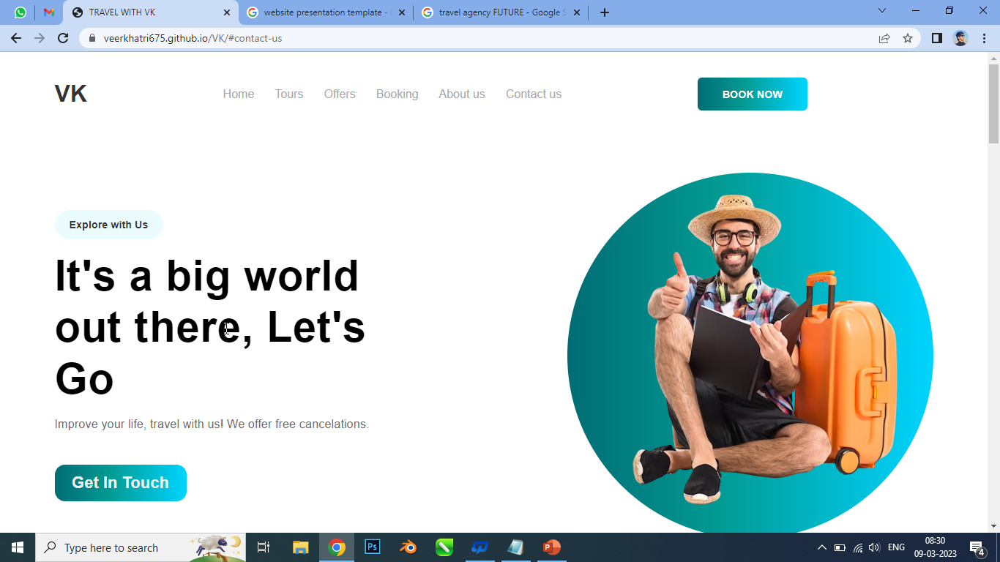 TRAVEL WITH VK
website presentation template -
travel agency FUTURE - Google S
veerkhatri675.github.io/VK/#contact-us
VK
Home Tours Offers Booking About us Contact us
BOOK NOW
Explore with Us
It's a big world
out there, Let's
Go
Improve your life, travel with us! We offer free cancelations.
Get In Touch
Type here to search
Ps
P
ENG
08:30
09-03-2023
4